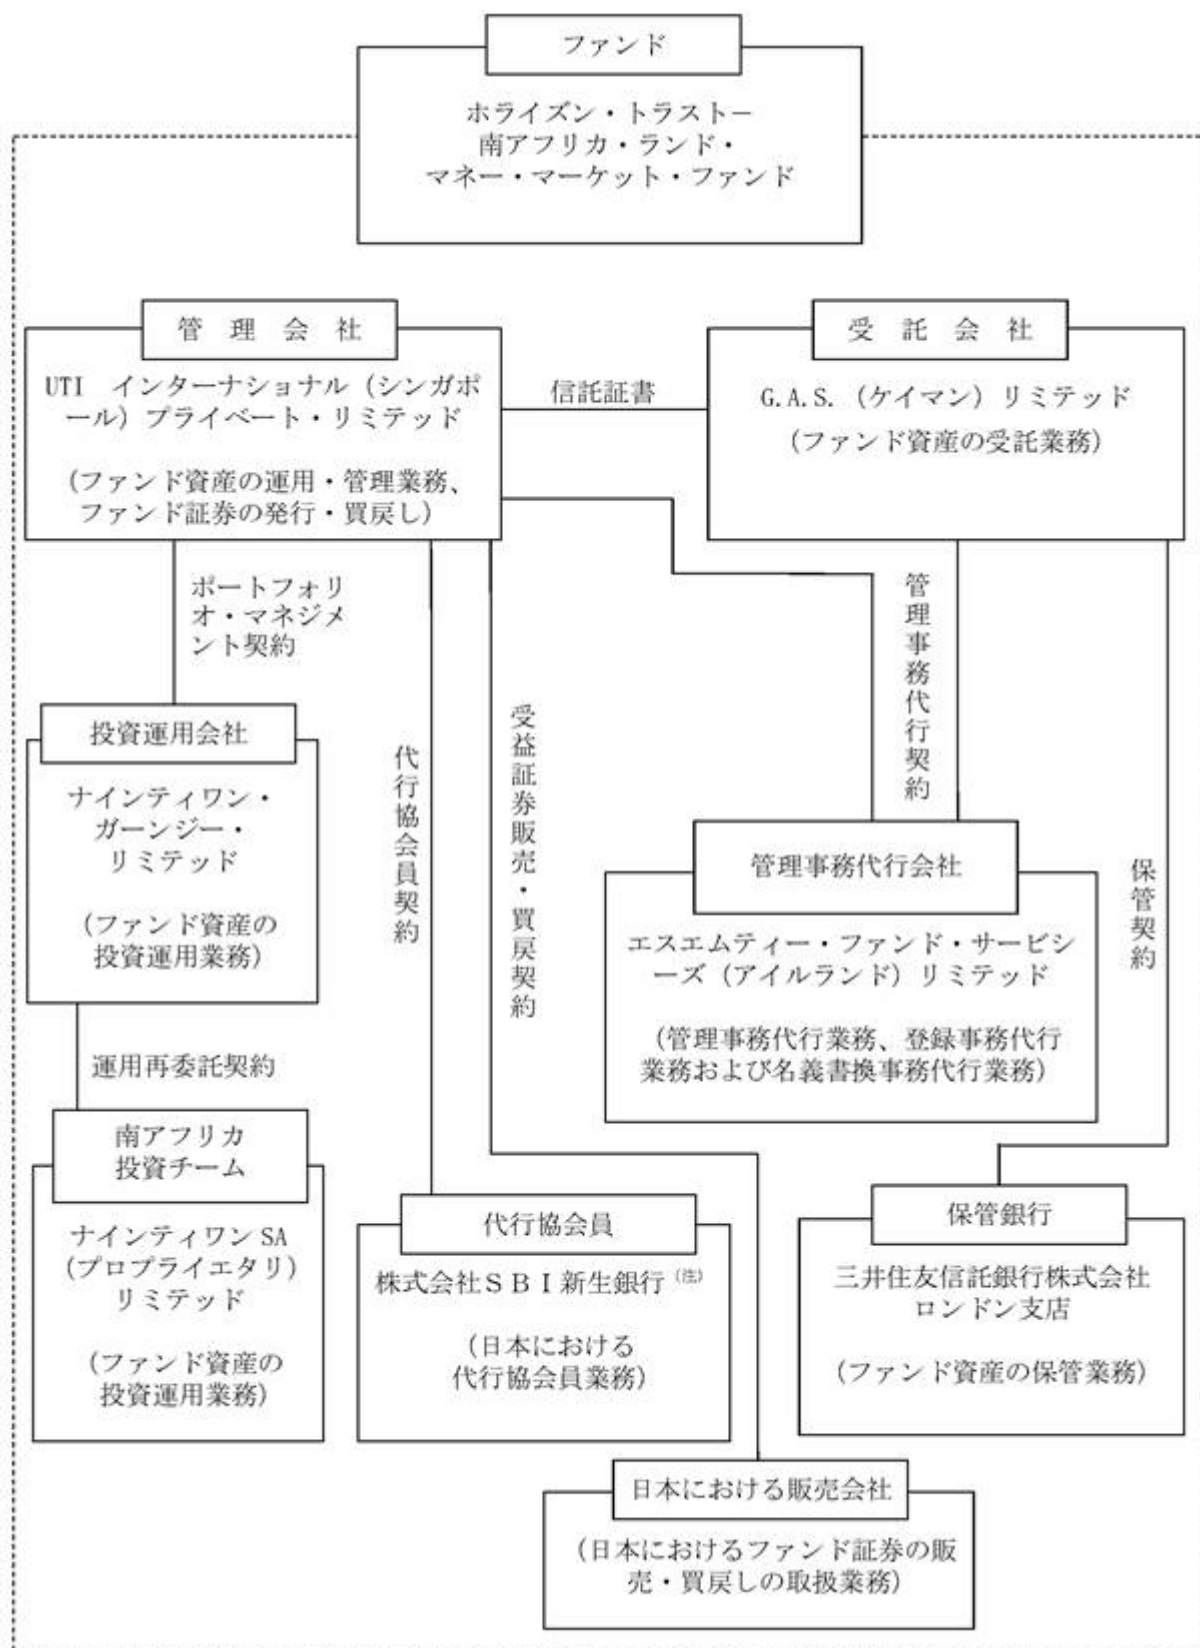 ファンド
ホライズン・トラスト－
南アフリカ・ランド・
マネー・マーケット・ファンド
管理会社
UTI　インターナショナル（シンガポ
ール）プライベート・リミテッド
（ファンド資産の運用・管理業務、
ファンド証券の発行・買戻し）
信託証書
受託会社
G.A.S.（ケイマン）リミテッド
（ファンド資産の受託業務）
ポートフォリ
オ・マネジメ
ント契約
代行協会員契約
受益証券販売・買戻契約
管理事務代行契約
保管契約
投資運用会社
ナインティワン・
ガーンジー・
リミテッド
（ファンド資産の
投資運用業務）
管理事務代行会社
エスエムティー・ファンド・サービシ
ーズ（アイルランド）リミテッド
（管理事務代行業務、登録事務代行
業務および名義書換事務代行業務）
運用再委託契約
南アフリカ
投資チーム
ナインティワン SA
（プロプライエタリ）
リミテッド
（ファンド資産の
投資運用業務）
代行協会員
株式会社ＳＢＩ新生銀行（注）
（日本における
代行協会員業務）
保管銀行
三井住友信託銀行株式会社
ロンドン支店
（ファンド資産の保管業務）
日本における販売会社
（日本におけるファンド証券の販
売・買戻しの取扱業務）